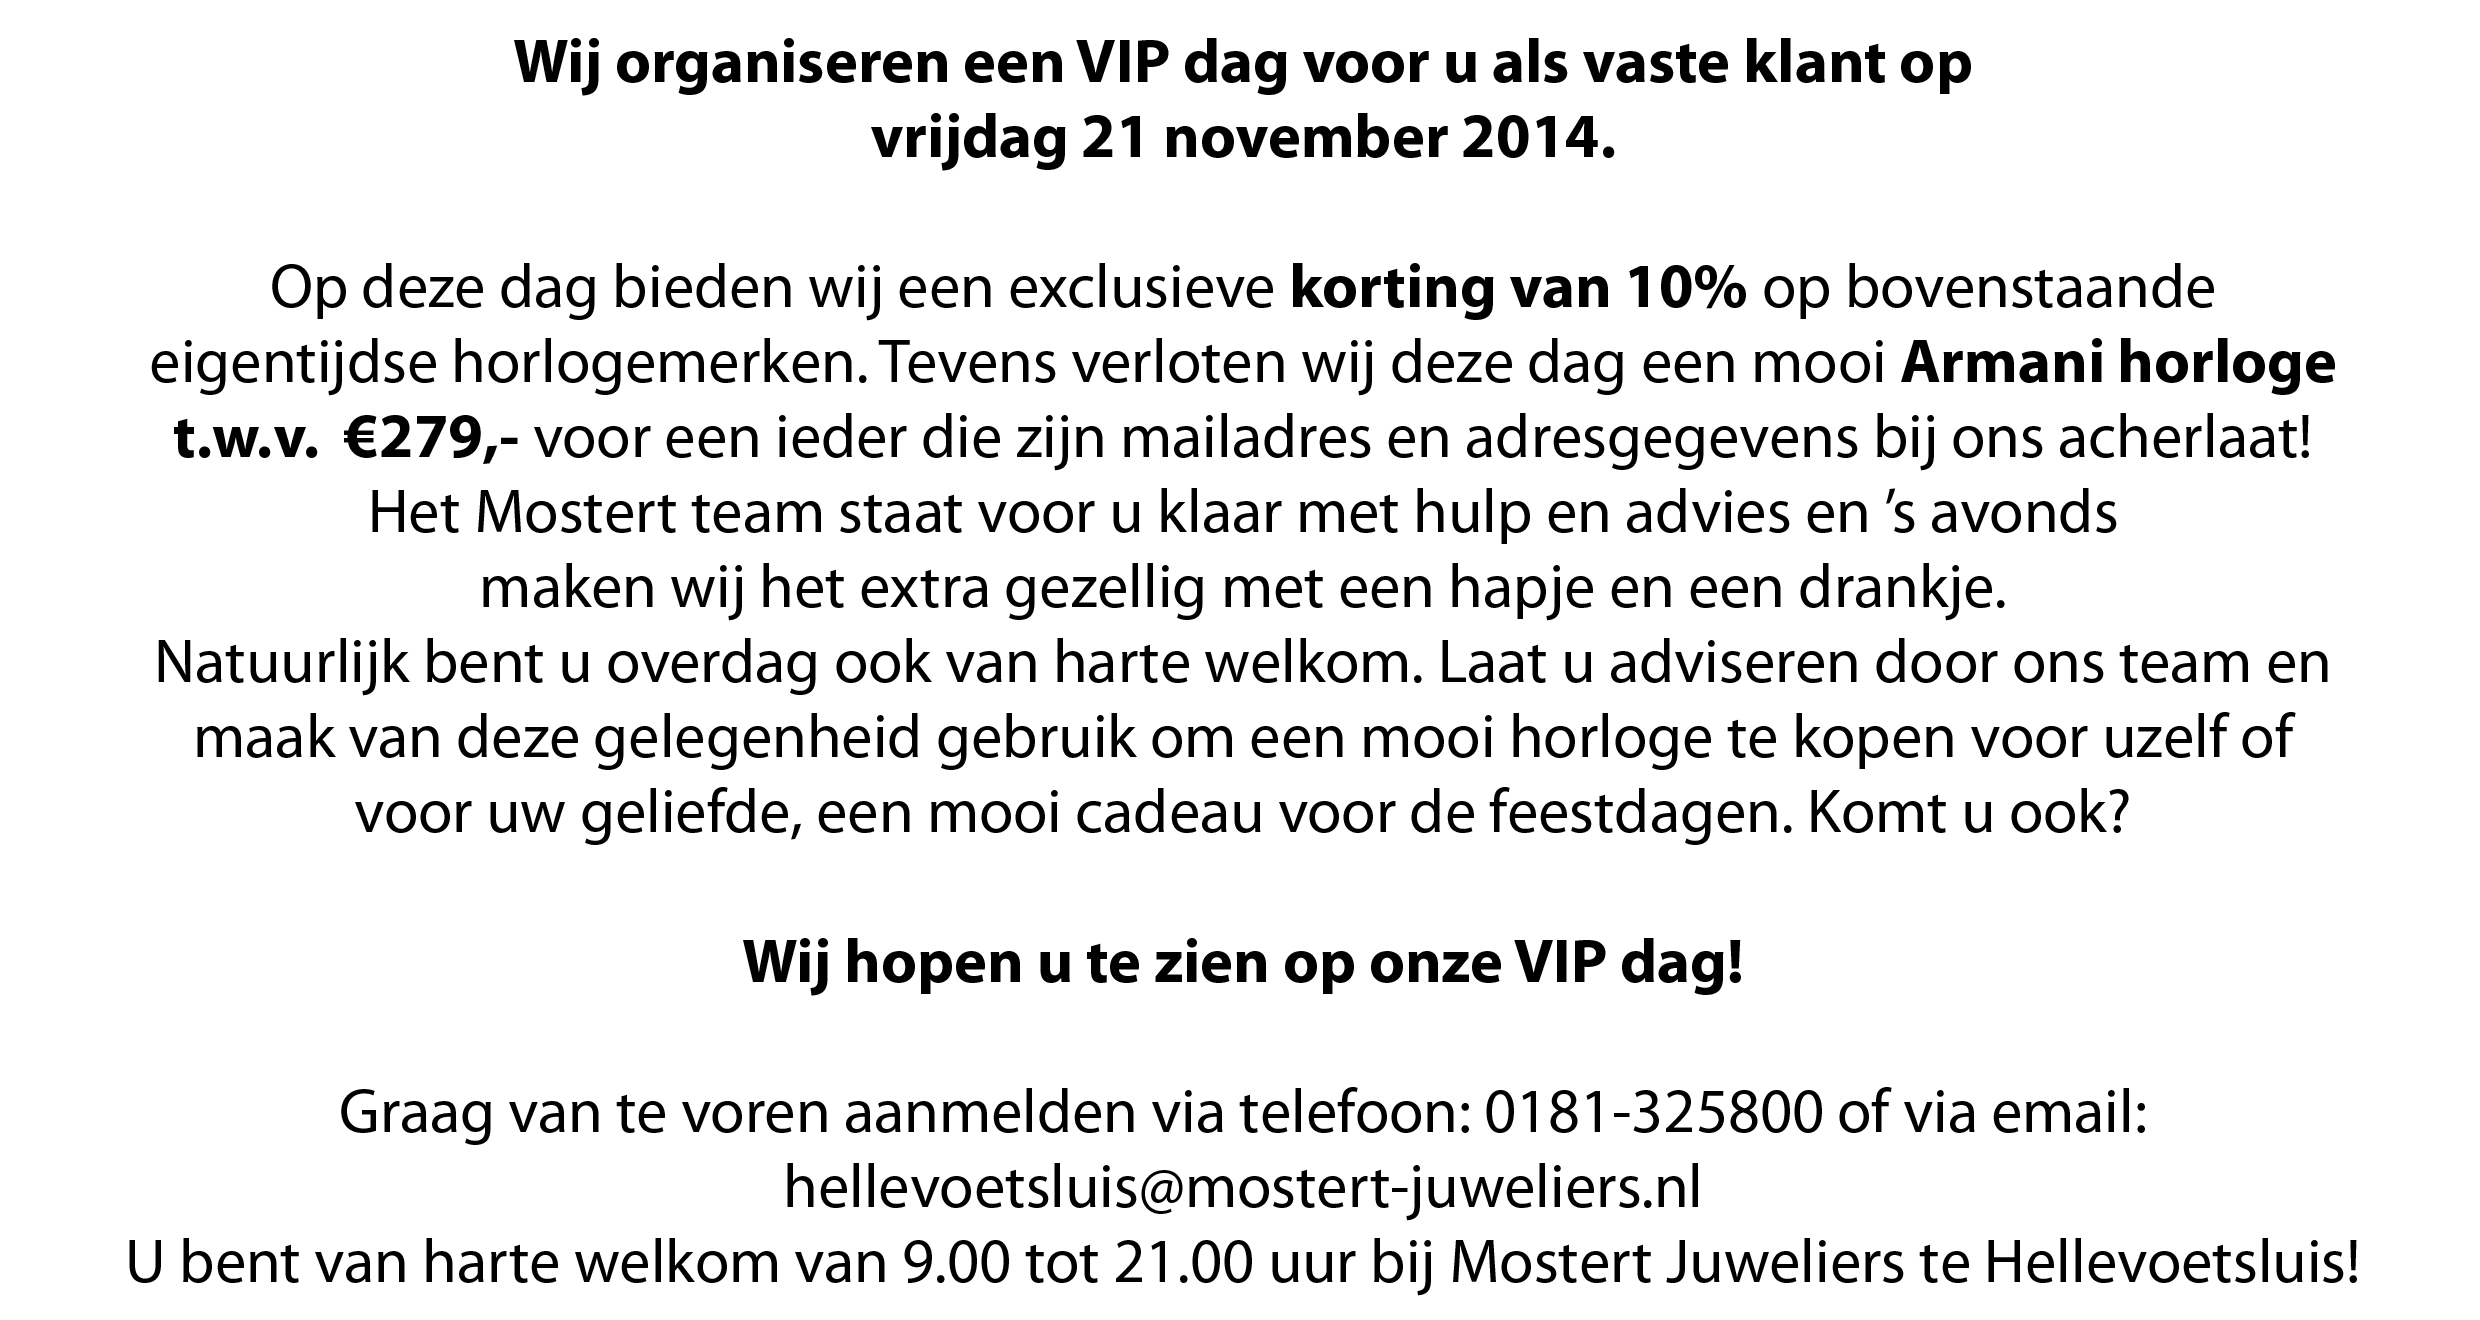 Wij organiseren een VIP dag voor u als vaste klant op
vrijdag 21 november 2014.
Op deze dag bieden wij een exclusieve korting van 10% op bovenstaande
eigentijdse horlogemerken. Tevens verloten wij deze dag een mooi Armani horloge
t.w.v.  €279,- voor een ieder die zijn mailadres en adresgegevens bij ons acherlaat!
Het Mostert team staat voor u klaar met hulp en advies en ’s avonds
maken wij het extra gezellig met een hapje en een drankje.
Natuurlijk bent u overdag ook van harte welkom. Laat u adviseren door ons team en
maak van deze gelegenheid gebruik om een mooi horloge te kopen voor uzelf of
voor uw geliefde, een mooi cadeau voor de feestdagen. Komt u ook?
Wij hopen u te zien op onze VIP dag!
Graag van te voren aanmelden via telefoon: 0181-325800 of via email:
hellevoetsluis@mostert-juweliers.nl
U bent van harte welkom van 9.00 tot 21.00 uur bij Mostert Juweliers te Hellevoetsluis!